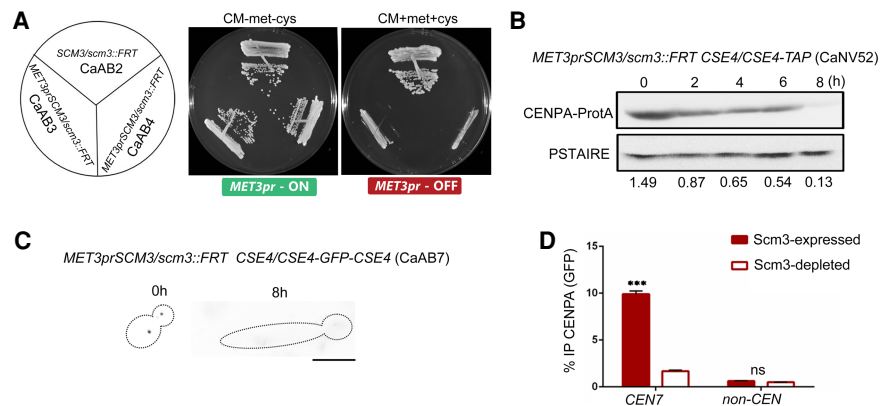 A
CM-met-cys
CM+met+cys
SCM3/scm3::FRT
CaAB2
MET3prSCM3/scm3::FRT
CaAB3
MET3prSCM3/scm3::FRT
CaAB4
MET3pr - ON
MET3pr - OFF
B
MET3prSCM3/scm3::FRT CSE4/CSE4-TAP (CaNV52)
0 2 4 6 8 (h)
CENPA-ProtA
PSTAIRE
1.49 0.87 0.65 0.54 0.13
C
MET3prSCM3/scm3::FRT CSE4/CSE4-GFP-CSE4 (CaAB7)
0h 8h
D
Scm3-expressed
Scm3-depleted
% IP CENPA (GFP)
15
10
5
0
***
ns
CEN7 non-CEN